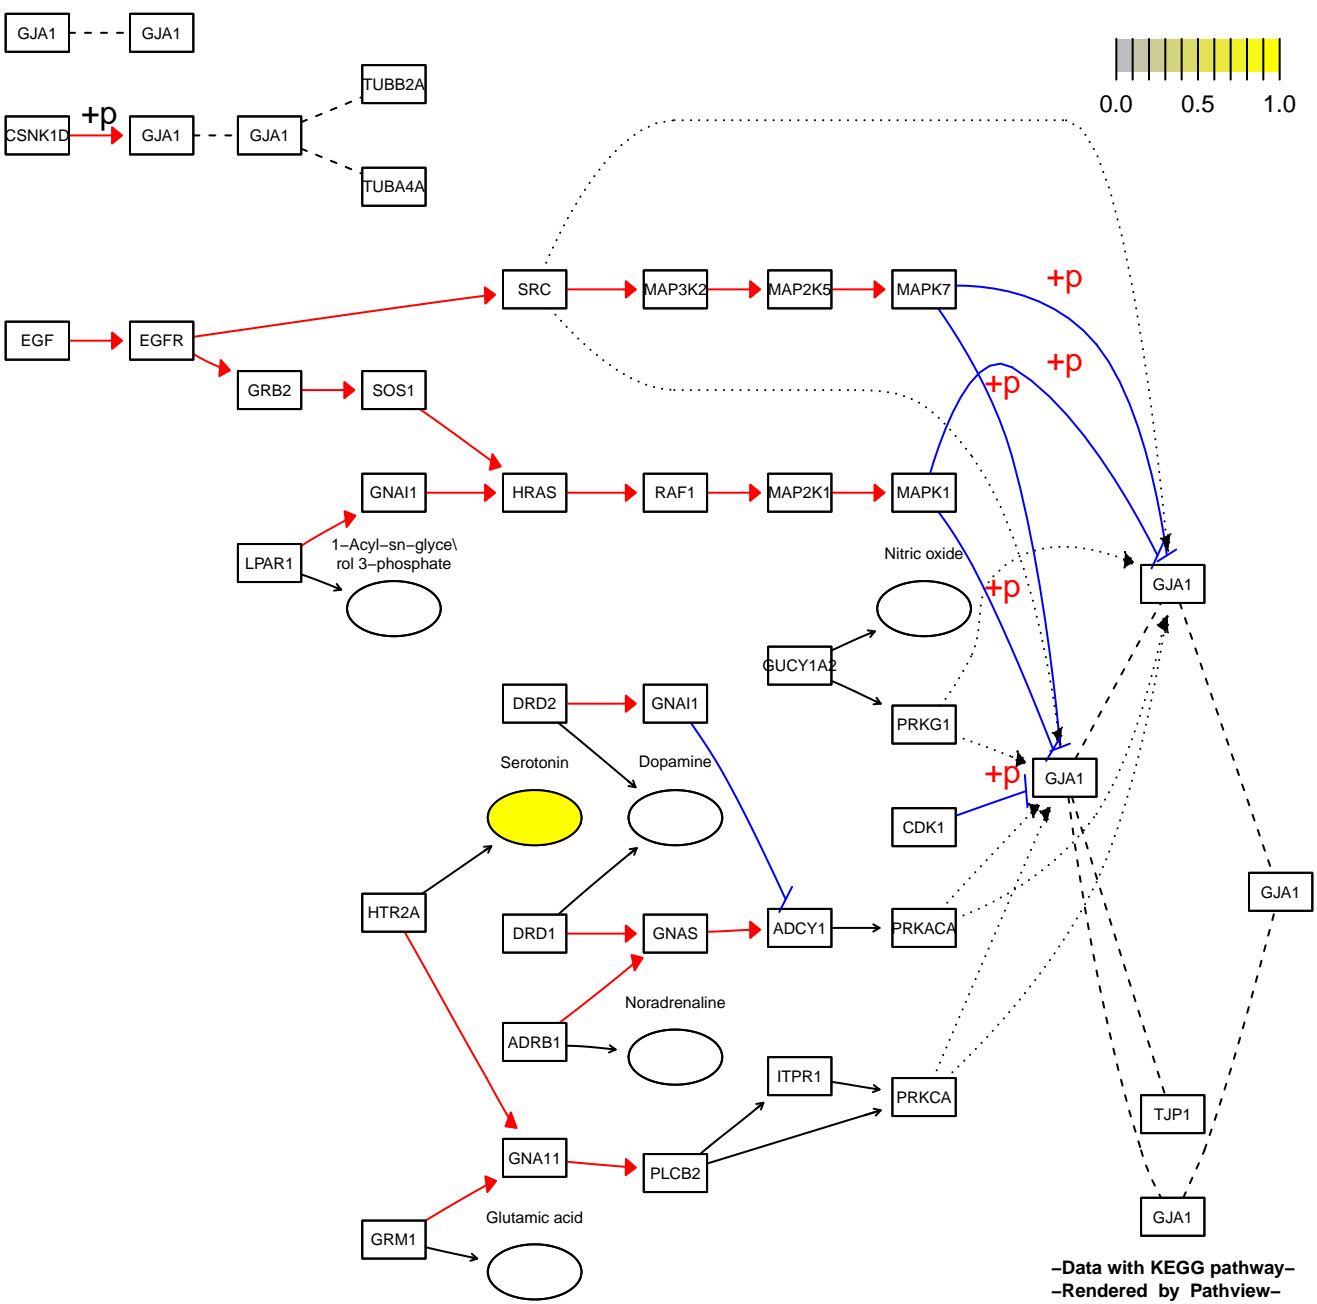 GJA1
GJA1
TUBB2A
+p
CSNK1D
GJA1
GJA1
TUBA4A
0.0
0.5
1.0
SRC
MAP3K2
MAP2K5
MAPK7
+p
EGF
EGFR
GRB2
SOS1
+p
+p
GNAI1
HRAS
RAF1
MAP2K1
MAPK1
LPAR1
1−Acyl−sn−glyce\
rol 3−phosphate
Nitric oxide
+p
GJA1
GUCY1A2
DRD2
GNAI1
PRKG1
Serotonin
Dopamine
+p
GJA1
CDK1
GJA1
HTR2A
DRD1
GNAS
ADCY1
PRKACA
Noradrenaline
ADRB1
ITPR1
PRKCA
TJP1
GNA11
PLCB2
Glutamic acid
GJA1
GRM1
−Data with KEGG pathway−
−Rendered by Pathview−